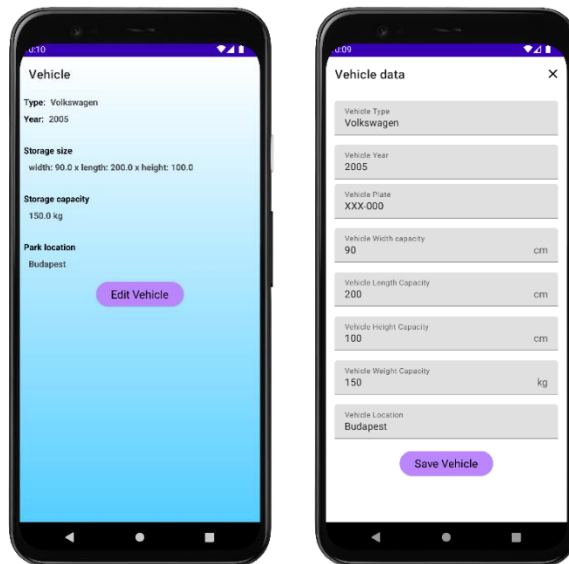 :10
Vehicle
Type: Volkswagen
Year: 2005
Storage size
width: 90.0 x length: 200.0 x height: 100.0
Storage capacity
150.0 kg
Park location
Budapest
Edit Vehicle
:09
Vehicle data
Vehicle Type
Volkswagen
Vehicle Year
2005
Vehicle Plate
XXX-000
Vehicle Width capacity
90 cm
Vehicle Length Capacity
200 cm
Vehicle Height Capacity
100 cm
Vehicle Weight Capacity
150 kg
Vehicle Location
Budapest
Save Vehicle